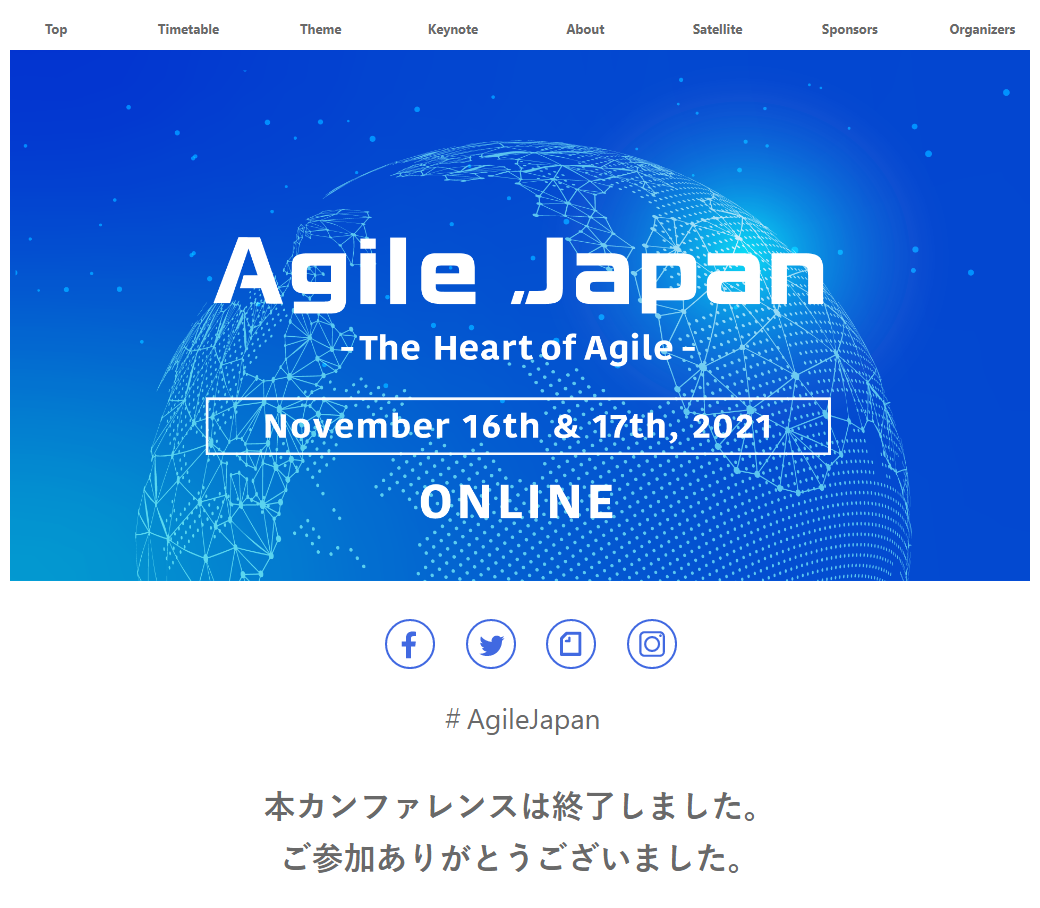 Top Timetable Theme Keynote About Satellite Sponsors Organizers
Agile Japan
-The Heart of Agile-
November 16th & 17th, 2021
ONLINE
# AgileJapan
本カンファレンスは終了しました。
ご参加ありがとうございました。